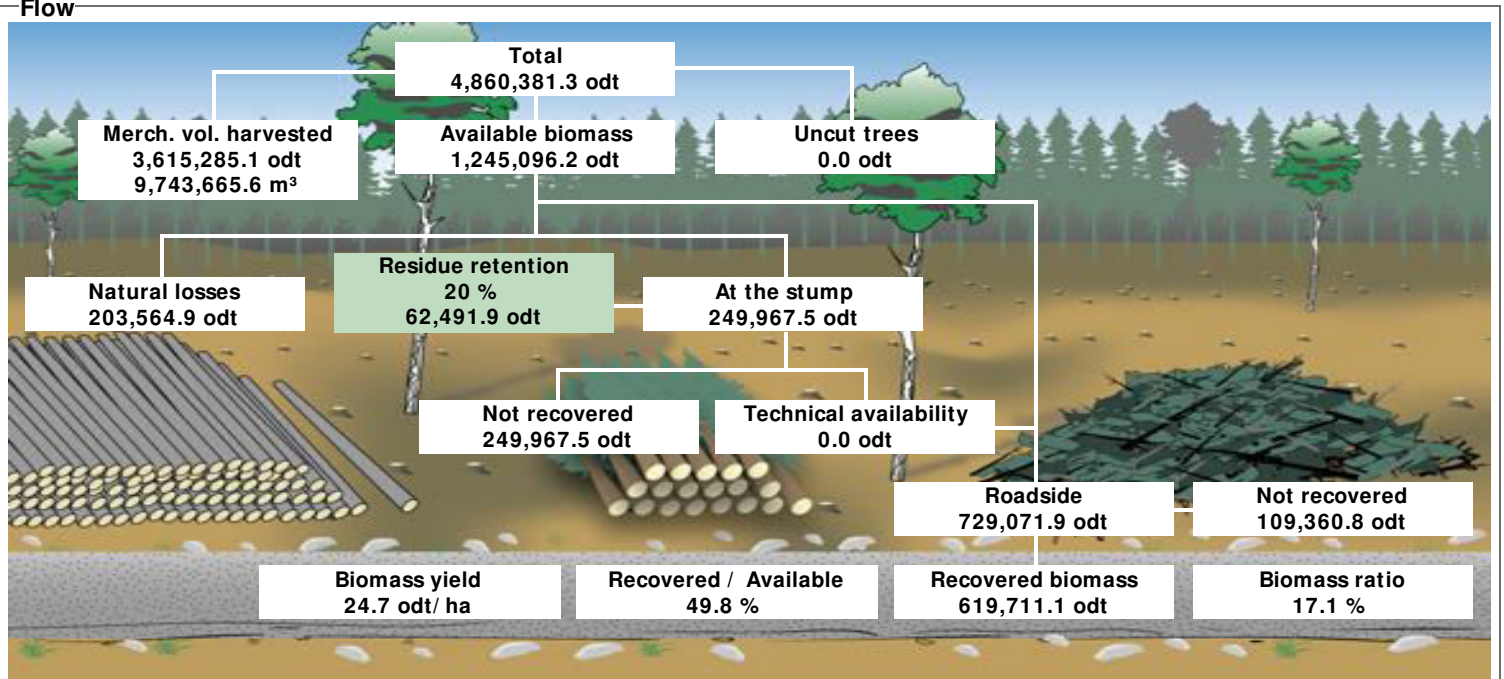 Flow
Total
4,860,381.3 odt
Merch. vol. harvested
3,615,285.1 odt
9,743,665.6 m³
Available biomass
1,245,096.2 odt
Uncut trees
0.0 odt
Natural losses
203,564.9 odt
Residue retention
20 %
62,491.9 odt
At the stump
249,967.5 odt
Not recovered
249,967.5 odt
Technical availability
0.0 odt
Roadside
729,071.9 odt
Not recovered
109,360.8 odt
Biomass yield
24.7 odt/ ha
Recovered / Available
49.8 %
Recovered biomass
619,711.1 odt
Biomass ratio
17.1 %